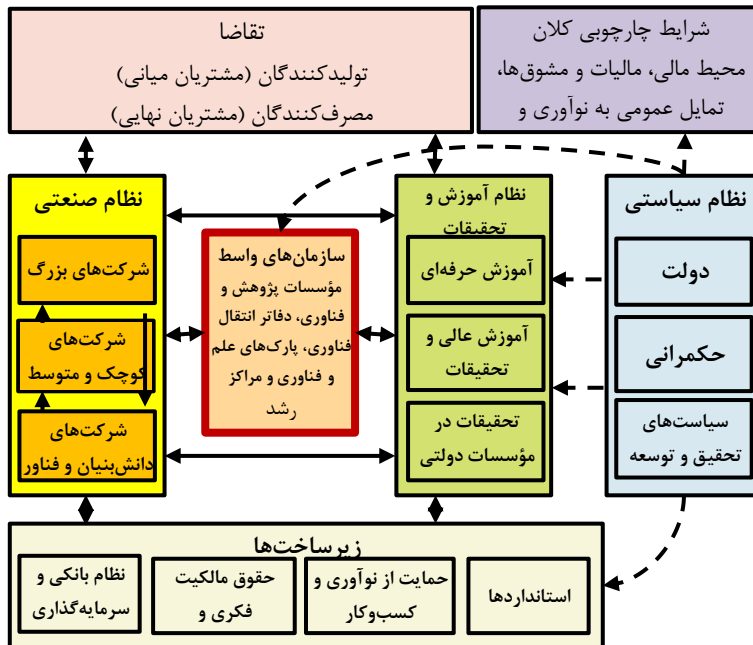 شرایط چارچوبی کلان
محیط مالی، مالیات و مشوق‌ها،
تمایل عمومی به نوآوری و
تقاضا
تولیدکنندگان (مشتریان میانی)
مصرف‌کنندگان (مشتریان نهایی)
نظام سیاستی
دولت
حکمرانی
سیاست‌های
تحقیق و توسعه
نظام آموزش و
تحقیقات
آموزش حرفه‌ای
آموزش عالی و
تحقیقات
تحقیقات در
مؤسسات دولتی
سازمان‌های واسط
مؤسسات پژوهش و
فناوری، دفاتر انتقال
فناوری، پارک‌های علم
و فناوری و مراکز
رشد
نظام صنعتی
شرکت‌های بزرگ
شرکت‌های
کوچک و متوسط
شرکت‌های
دانش‌بنیان و فناور
زیرساخت‌ها
استانداردها
حمایت از نوآوری و
کسب‌وکار
حقوق مالکیت
فکری و
نظام بانکی و
سرمایه‌گذاری